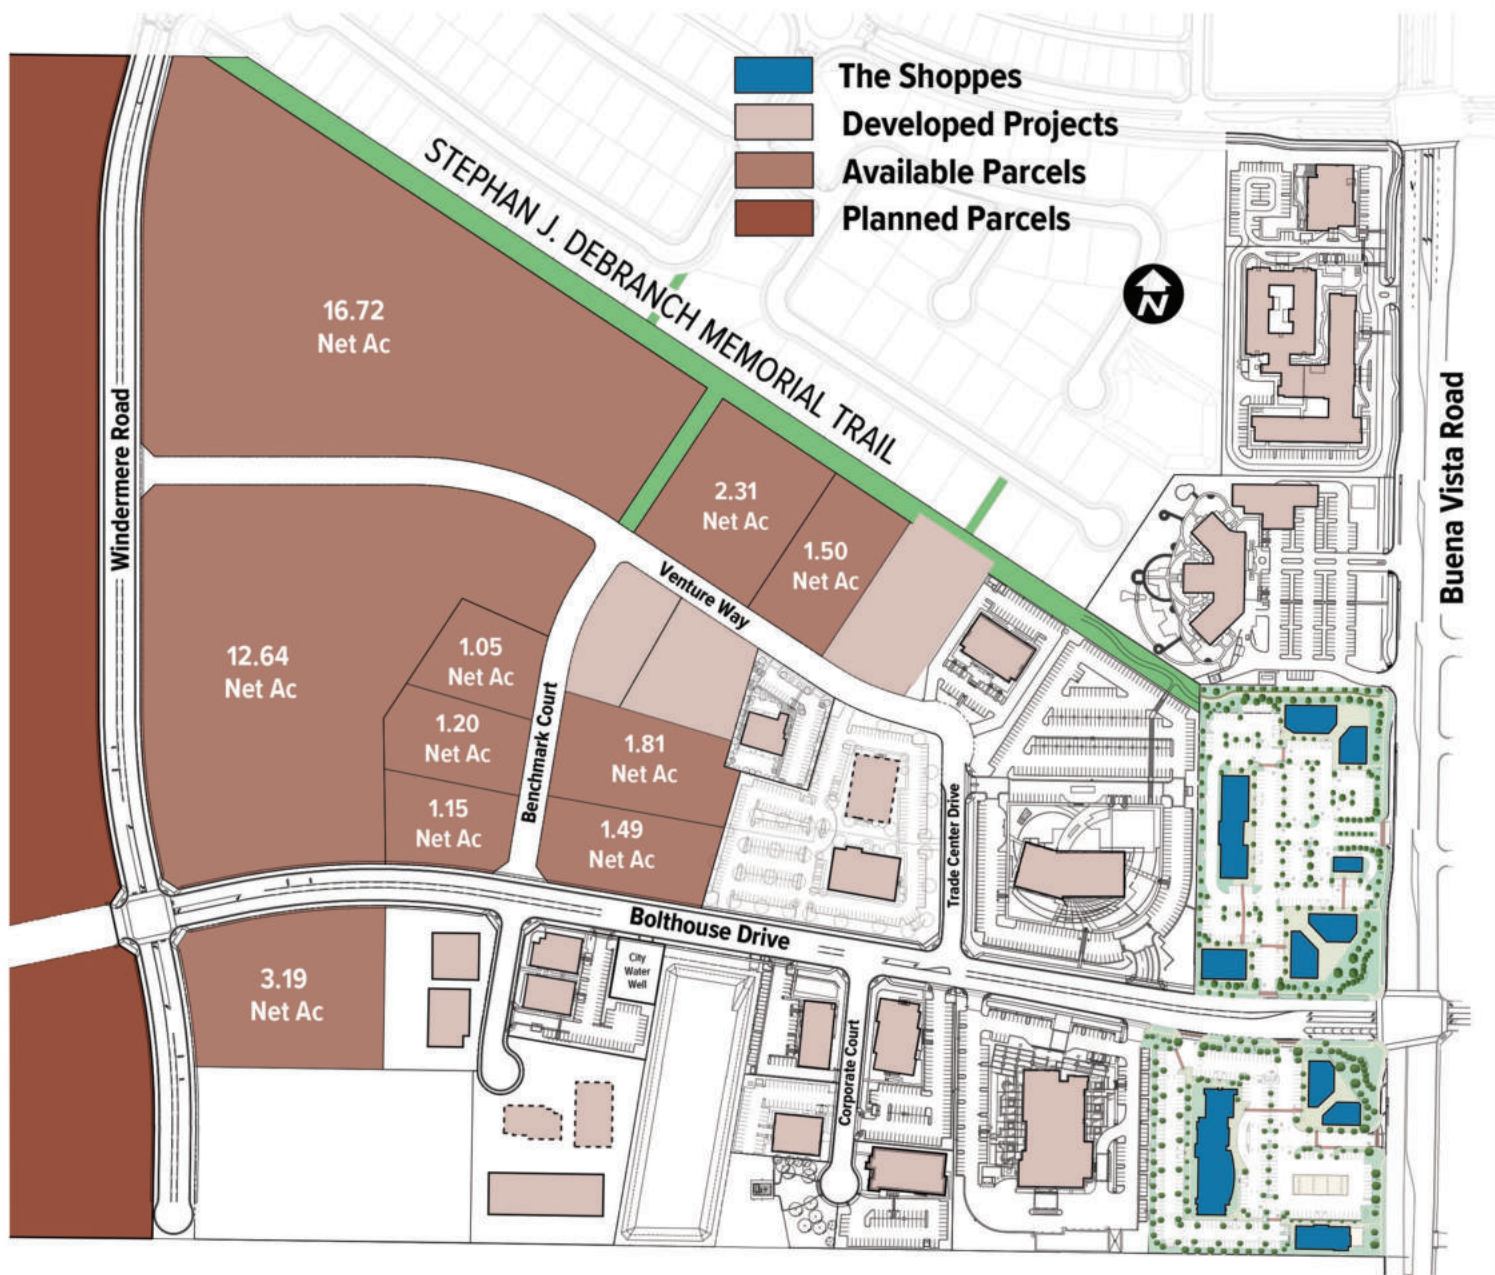 The Shoppes
Developed Projects
Available Parcels
Planned Parcels
STEPHAN J. DEBRANCH MEMORIAL TRAIL
N
16.72
Net Ac
Windermere Road
Buena Vista Road
2.31
Net Ac
1.50
Net Ac
Venture Way
12.64
Net Ac
1.05
Net Ac
1.20
Net Ac
1.15
Net Ac
Benchmark Court
1.81
Net Ac
1.49
Net Ac
Trade Center Drive
Bolthouse Drive
3.19
Net Ac
City
Water
Well
Corporate Court